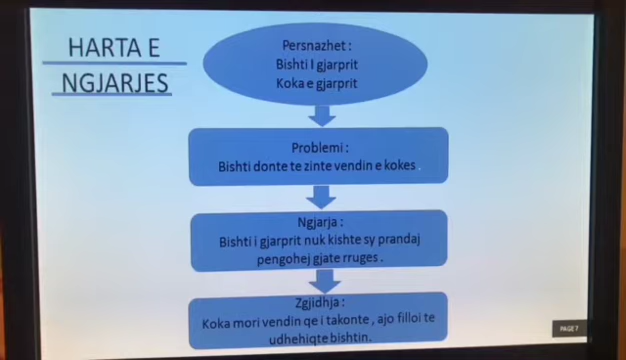 HARTA E
NGJARJES
Persnazhet :
Bishti I gjarprit
Koka e gjarprit
Problemi :
Bishti donte te zinte vendin e kokes .
Ngjarja :
Bishti i gjarprit nuk kishte sy prandaj
pengohej gjate rruges .
Zgjidhja :
Koka mori vendin qe i takonte , ajo filloi te
udhehiqte bishtin.
PAGE 7